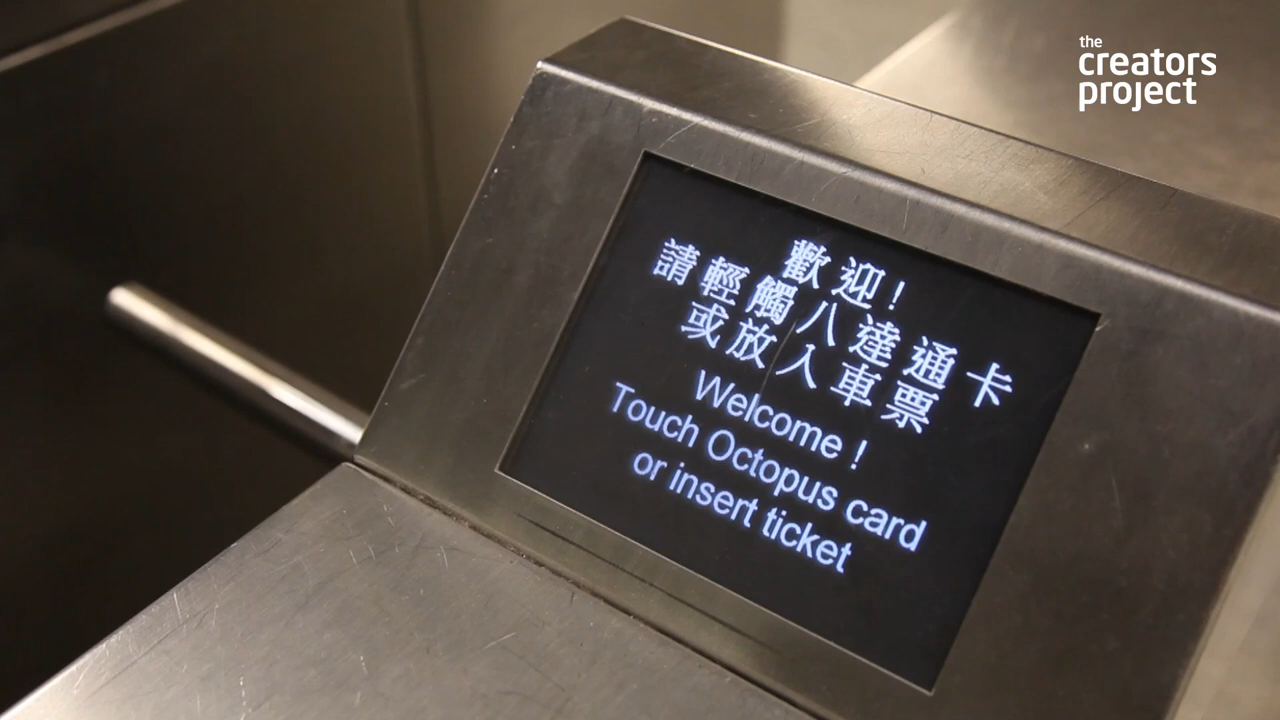 the
creators
project
歡迎!
請輕觸八達通卡
或放入車票
Welcome !
Touch Octopus card
or insert ticket